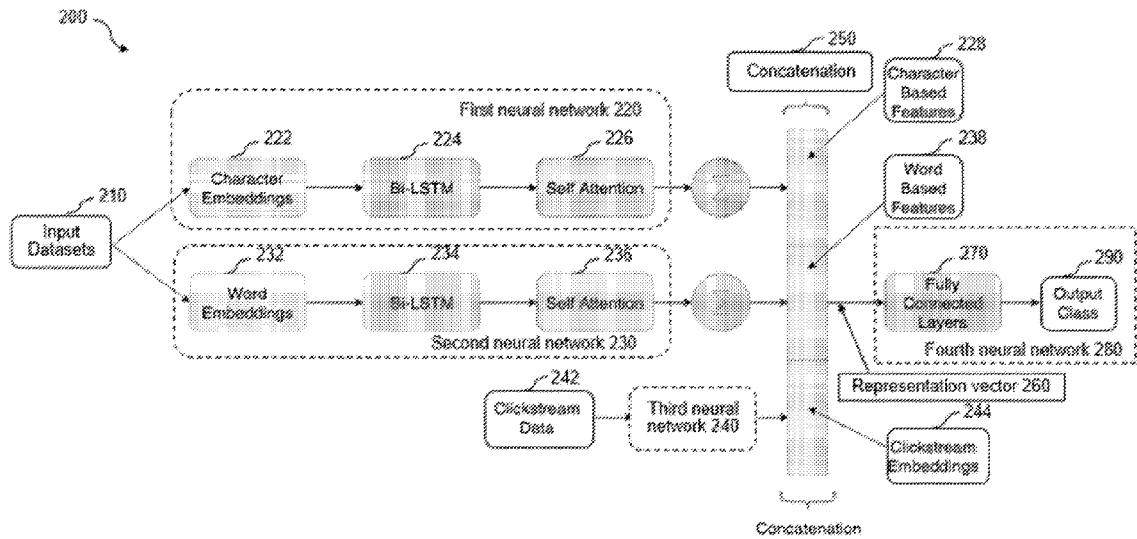 200
250
Concatenation
228
Character
Based
Features
First neural network 220
222
Character
Embeddings
224
Bi-LSTM
226
Self Attention
Σ
238
Word
Based
Features
210
Input
Datasets
232
Word
Embeddings
234
Bi-LSTM
236
Self Attention
Σ
Second neural network 230
270
Fully
Connected
Layers
290
Output
Class
Fourth neural network 280
Representation vector 260
242
Clickstream
Data
Third neural
network 240
244
Clickstream
Embeddings
Concatenation